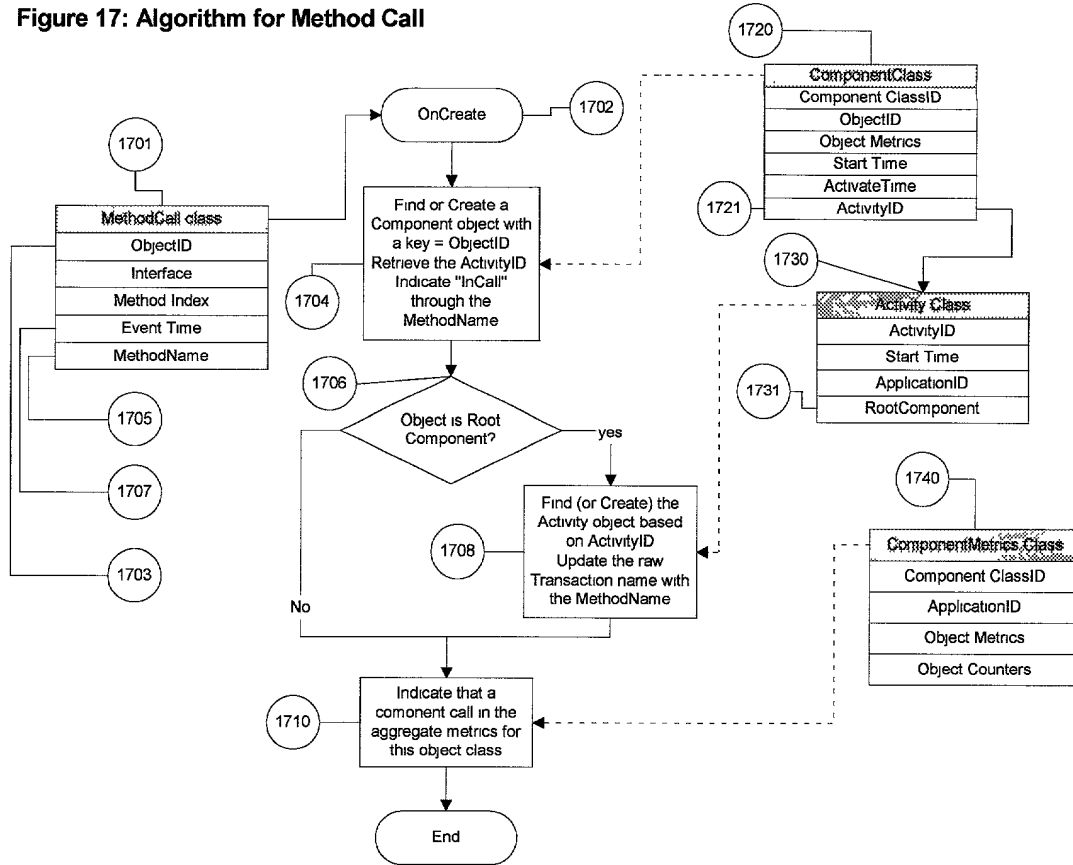 Figure 17: Algorithm for Method Call
1720
ComponentClass
Component ClassID
ObjectID
Object Metrics
Start Time
ActivateTime
ActivityID
1721
OnCreate
1702
1701
MethodCall class
ObjectID
Interface
Method Index
Event Time
MethodName
Find or Create a
Component object with
a key = ObjectID
Retrieve the ActivityID
Indicate "InCall"
through the
MethodName
1704
1730
Activity Class
ActivityID
Start Time
ApplicationID
RootComponent
1731
1706
Object is Root
Component?
yes
No
1705
1707
1703
Find (or Create) the
Activity object based
on ActivityID
Update the raw
Transaction name with
the MethodName
1708
1740
ComponentMetrics Class
Component ClassID
ApplicationID
Object Metrics
Object Counters
Indicate that a
comonent call in the
aggregate metrics for
this object class
1710
End